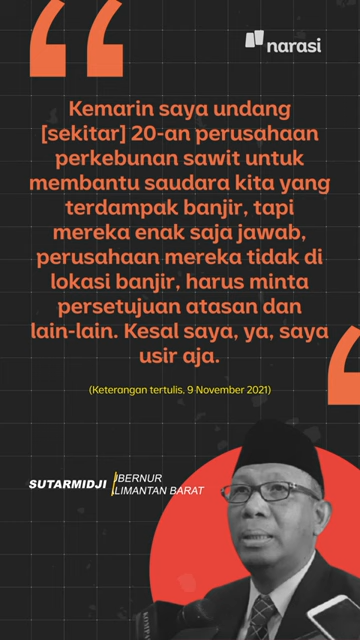 narasi
Kemarin saya undang
[sekitar] 20-an perusahaan
perkebunan sawit untuk
membantu saudara kita yang
terdampak banjir, tapi
mereka enak saja jawab,
perusahaan mereka tidak di
lokasi banjir, harus minta
persetujuan atasan dan
lain-lain. Kesal saya, ya, saya
usir aja.
(Keterangan tertulis, 9 November 2021)
SUTARMIDJI
IBERNUR
LIMANTAN BARAT